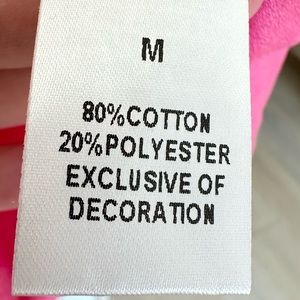 M
80%COTTON
20%POLYESTER
EXCLUSIVE OF
DECORATION